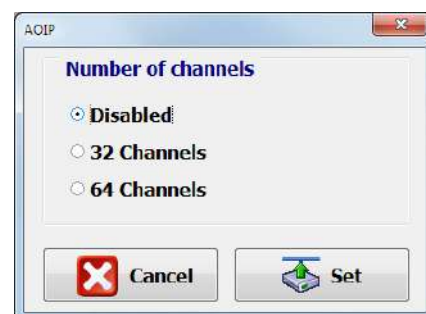 AOIP
Number of channels
Disabled
32 Channels
64 Channels
Cancel
Set